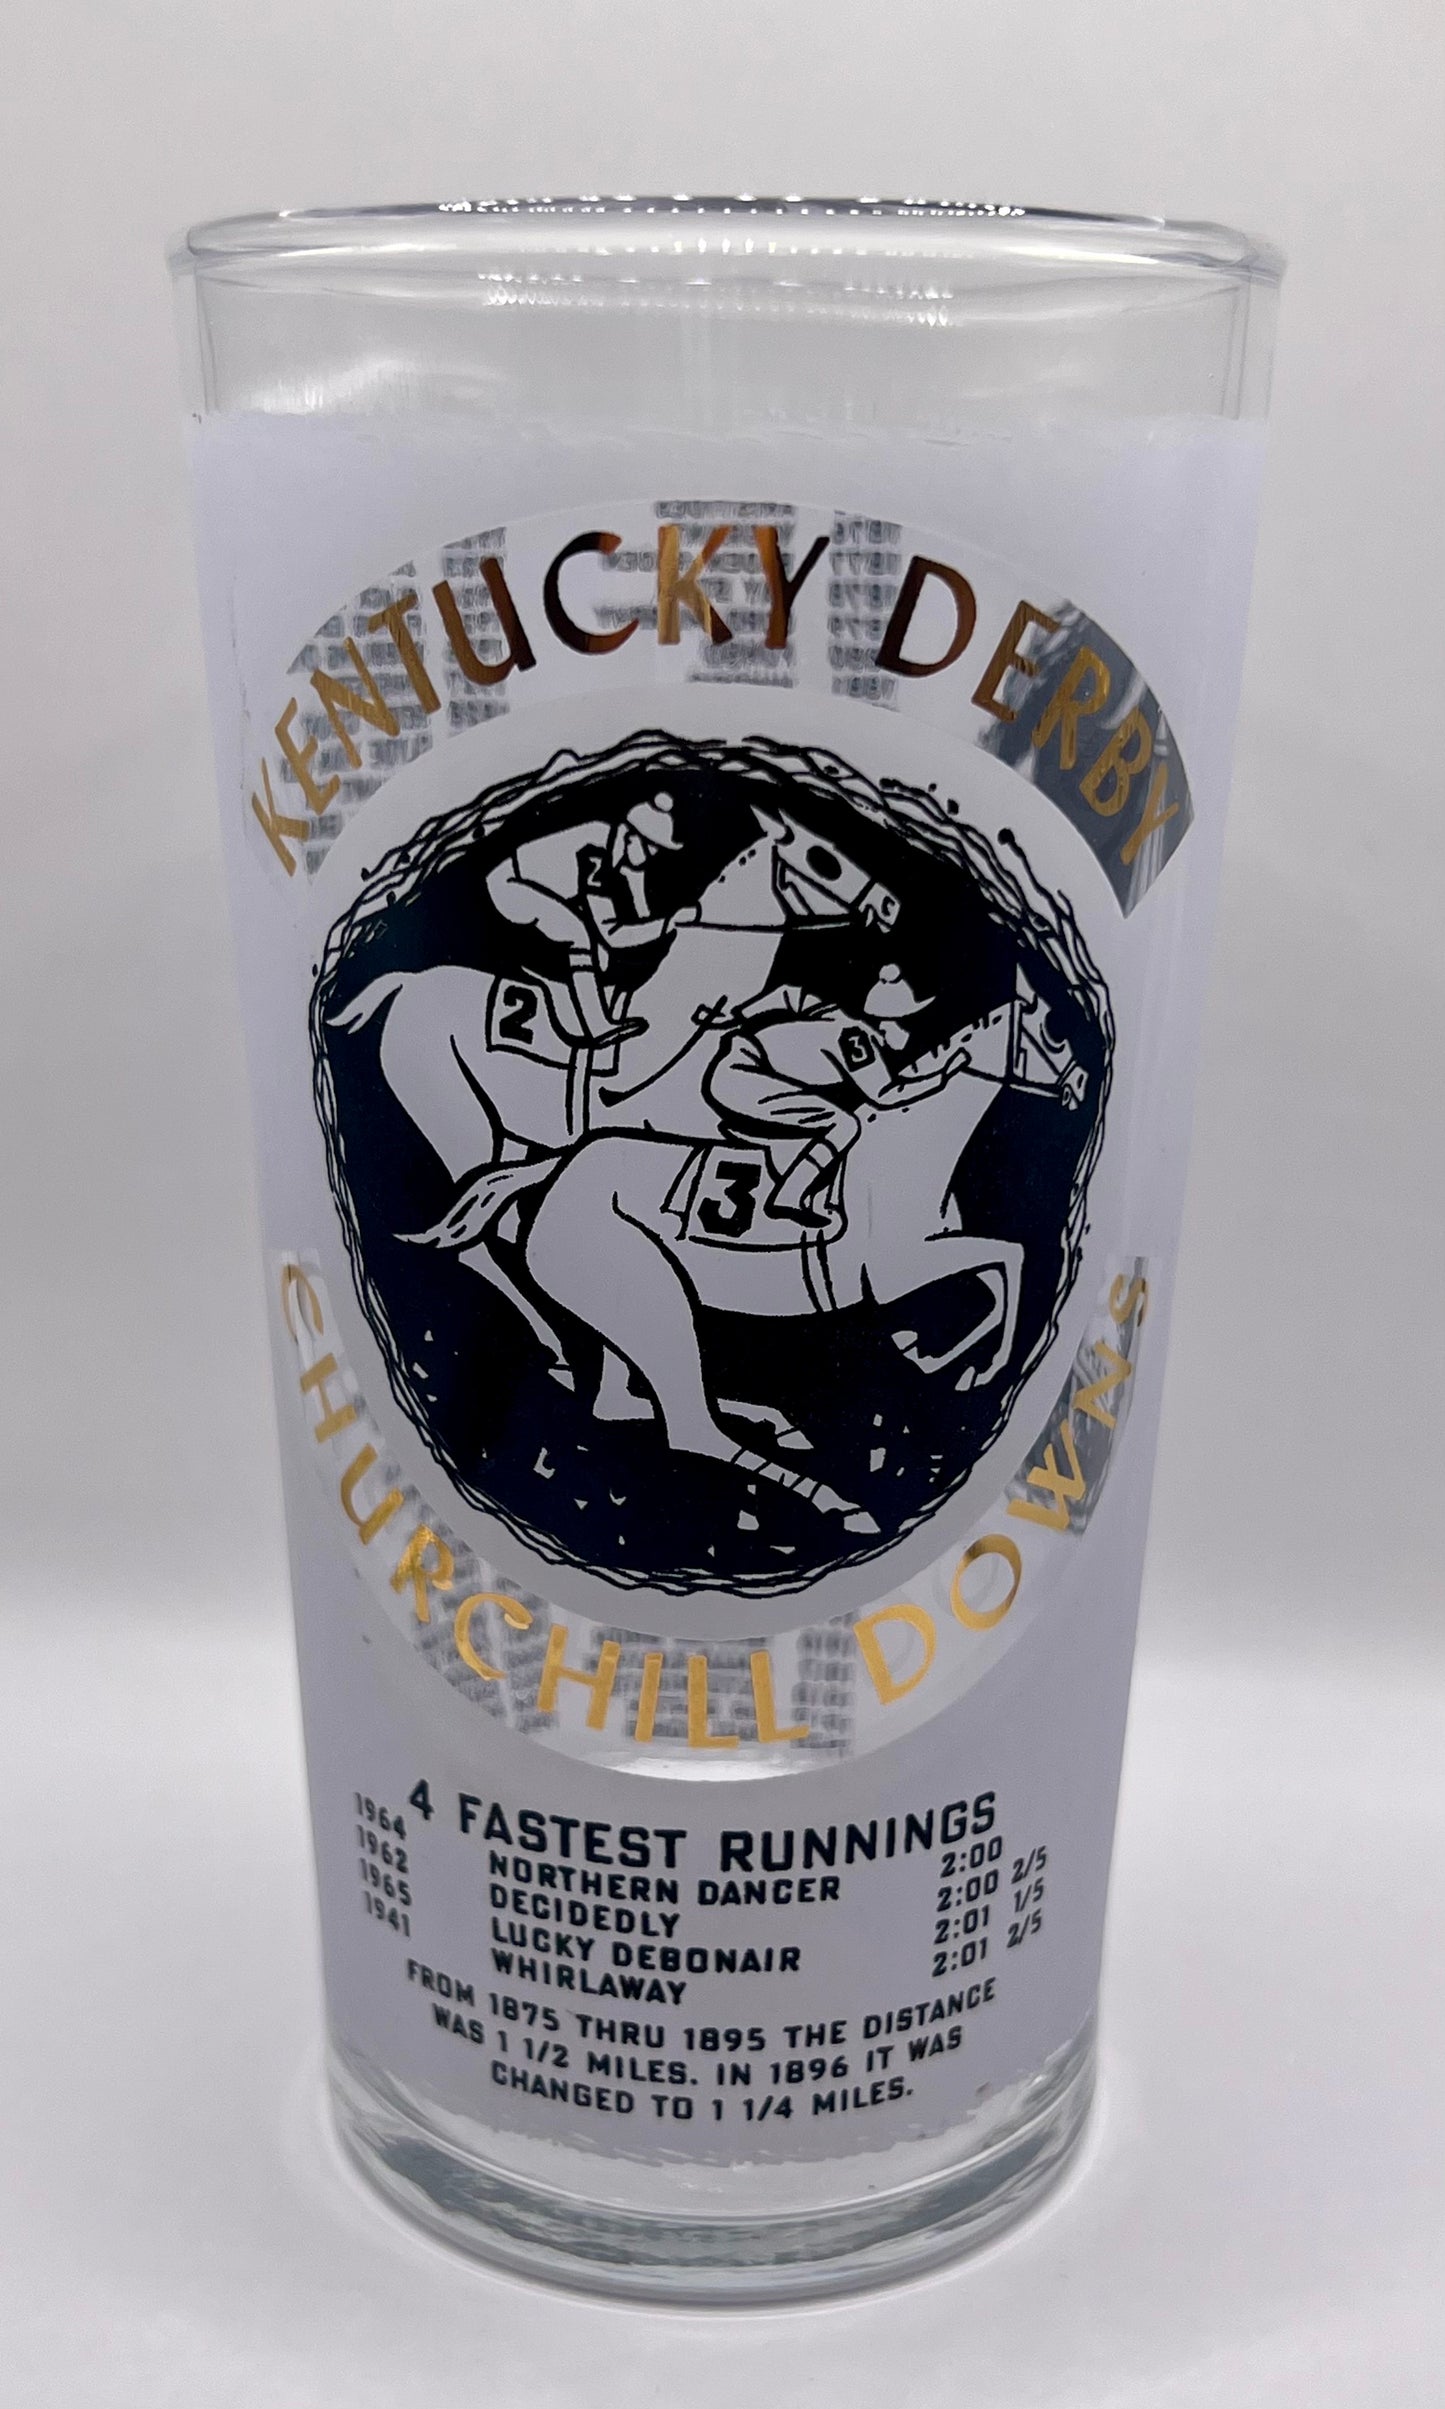 KENTUCKY DERBY
2
2
3
3
CHURCHILL DOWNS
4 FASTEST RUNNINGS
1964 NORTHERN DANCER 2:00
1962 DECIDEDLY 2:00 2/5
1965 LUCKY DEBONAIR 2:01 1/5
1941 WHIRLAWAY 2:01 2/5
FROM 1875 THRU 1895 THE DISTANCE
WAS 1 1/2 MILES. IN 1896 IT WAS
CHANGED TO 1 1/4 MILES.